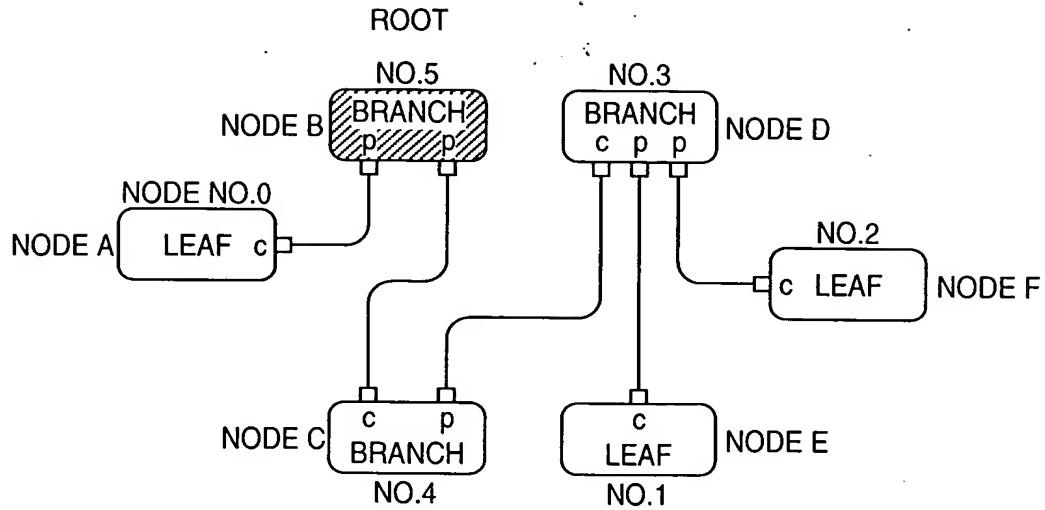 ROOT
NO.5
NO.3
NODE B
BRANCH
p p
BRANCH
c p p
NODE D
NODE NO.0
NODE A
LEAF c
NO.2
c LEAF
NODE F
NODE C
c p
BRANCH
NO.4
c
LEAF
NODE E
NO.1